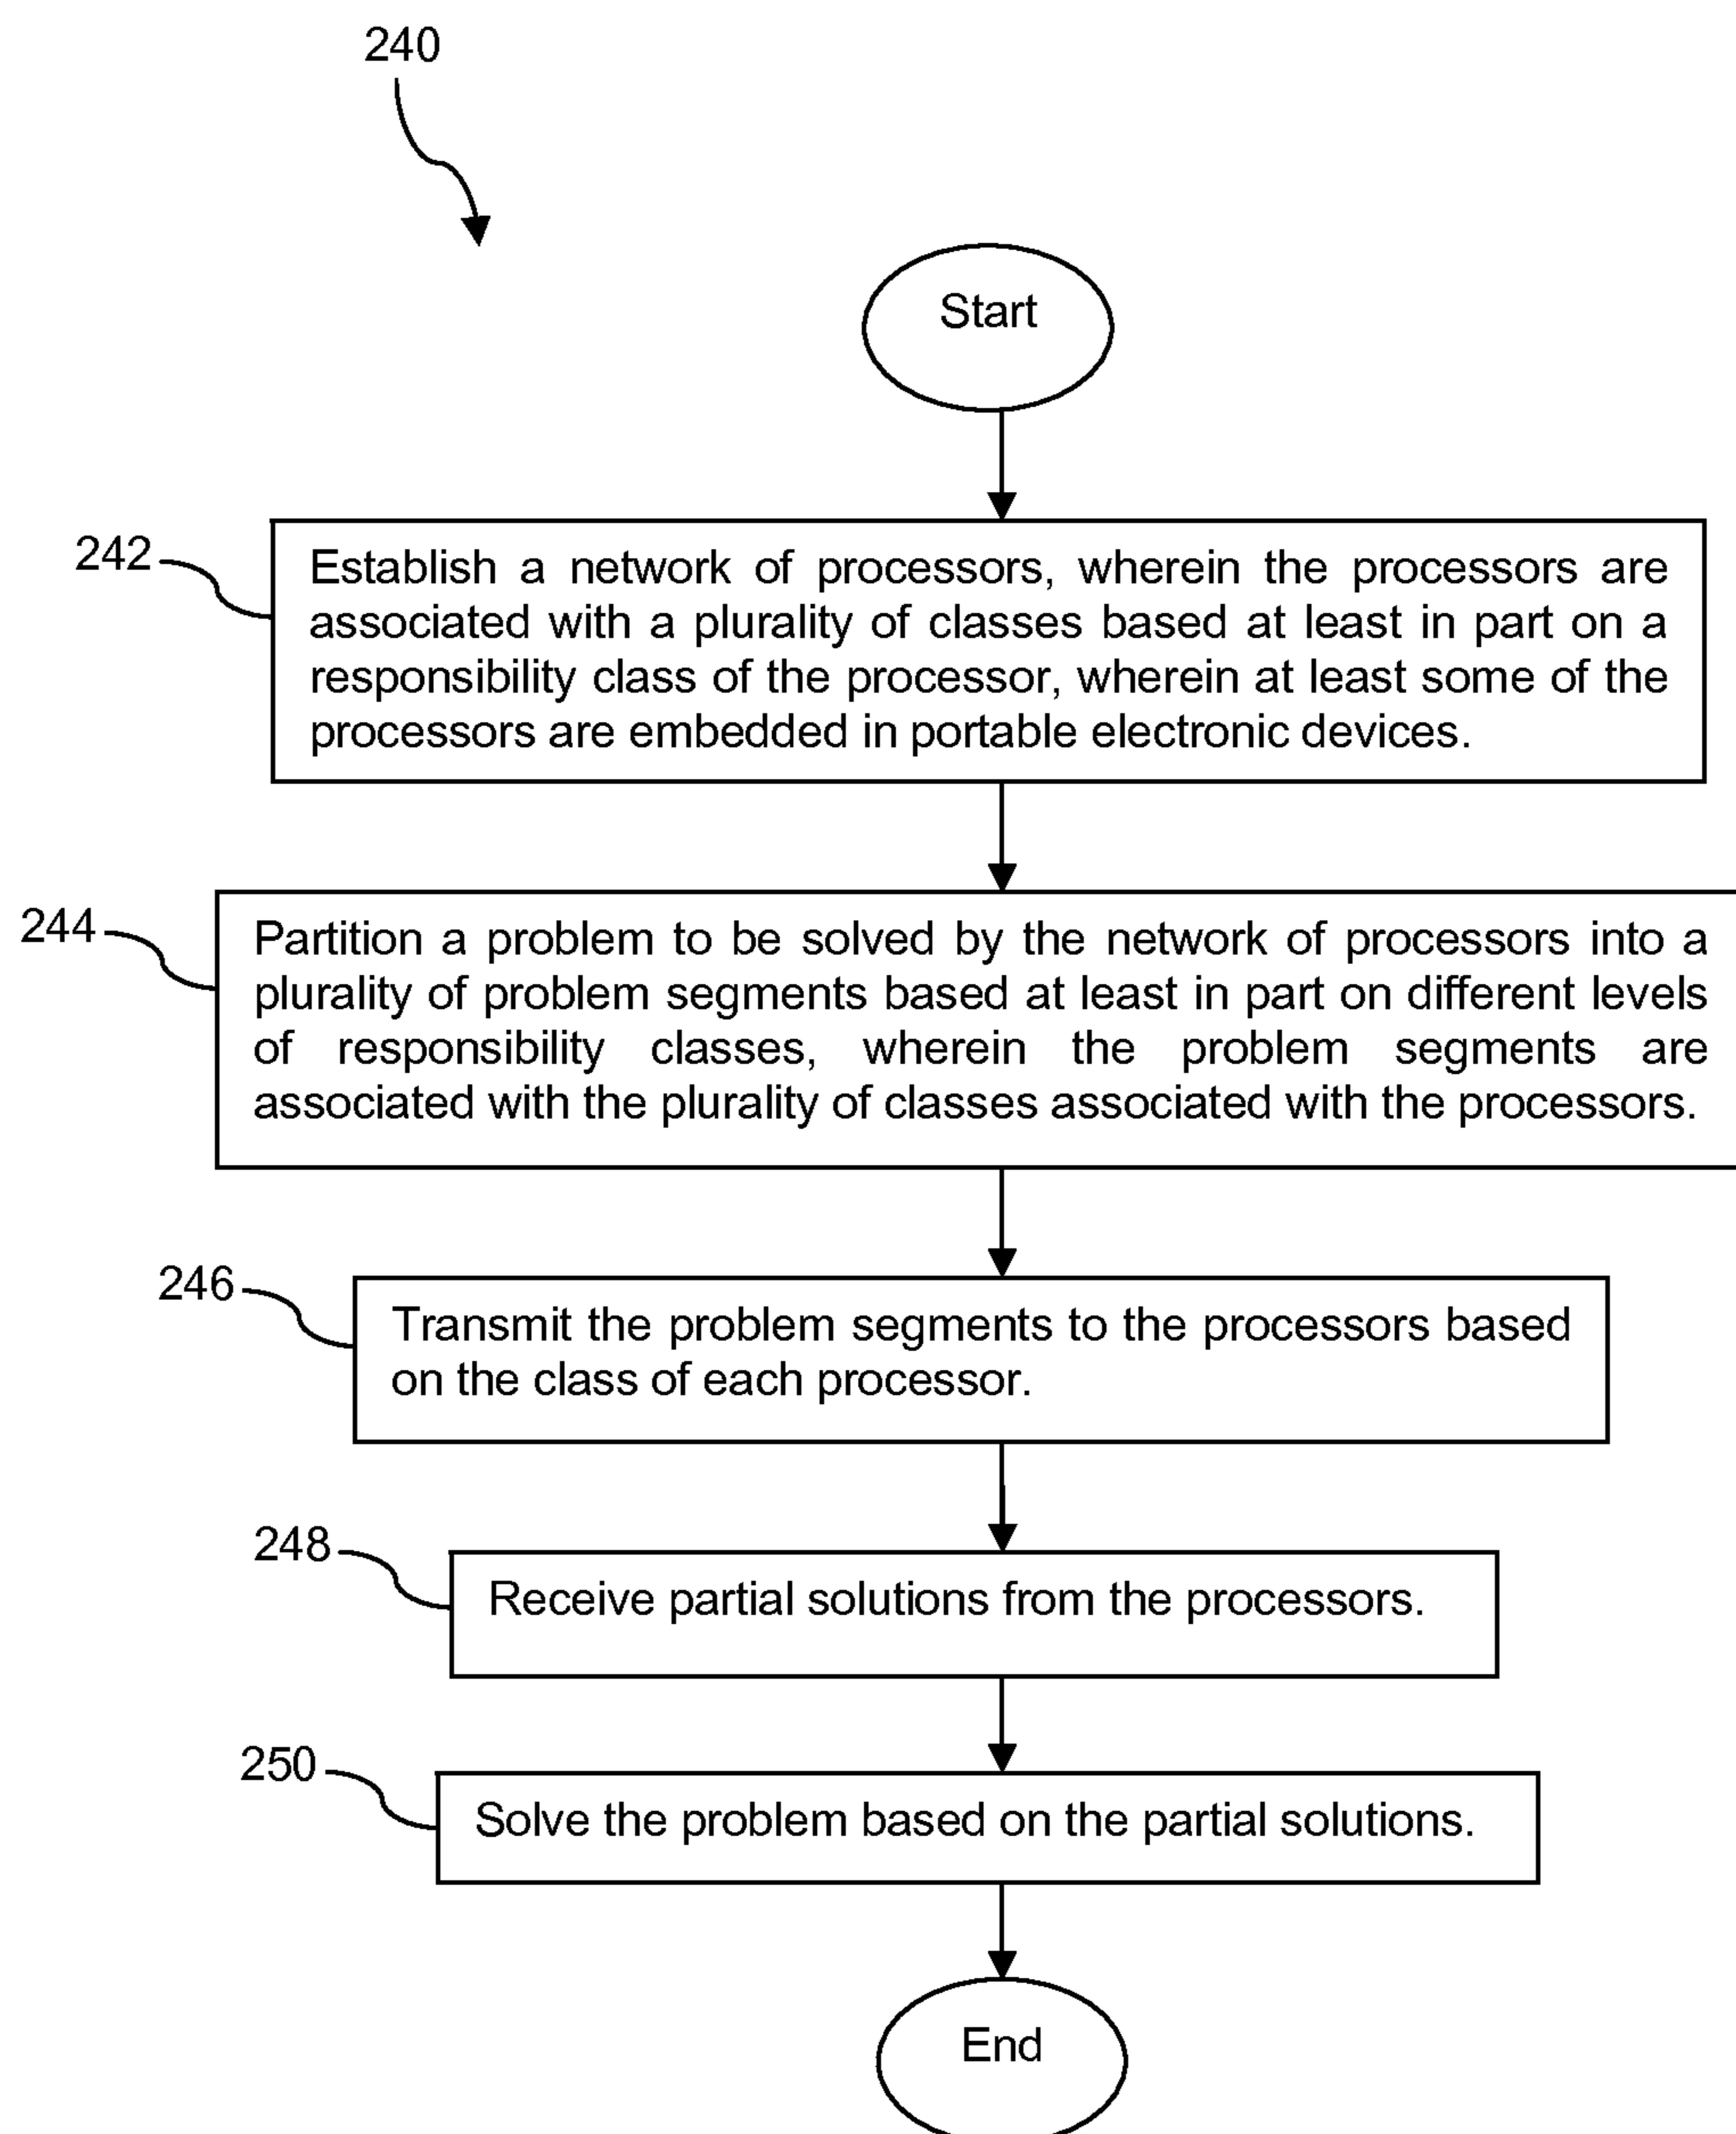 240
Start
242
Establish a network of processors, wherein the processors are
associated with a plurality of classes based at least in part on a
responsibility class of the processor, wherein at least some of the
processors are embedded in portable electronic devices.
244
Partition a problem to be solved by the network of processors into a
plurality of problem segments based at least in part on different levels
of responsibility classes, wherein the problem segments are
associated with the plurality of classes associated with the processors.
246
Transmit the problem segments to the processors based
on the class of each processor.
248
Receive partial solutions from the processors.
250
Solve the problem based on the partial solutions.
End